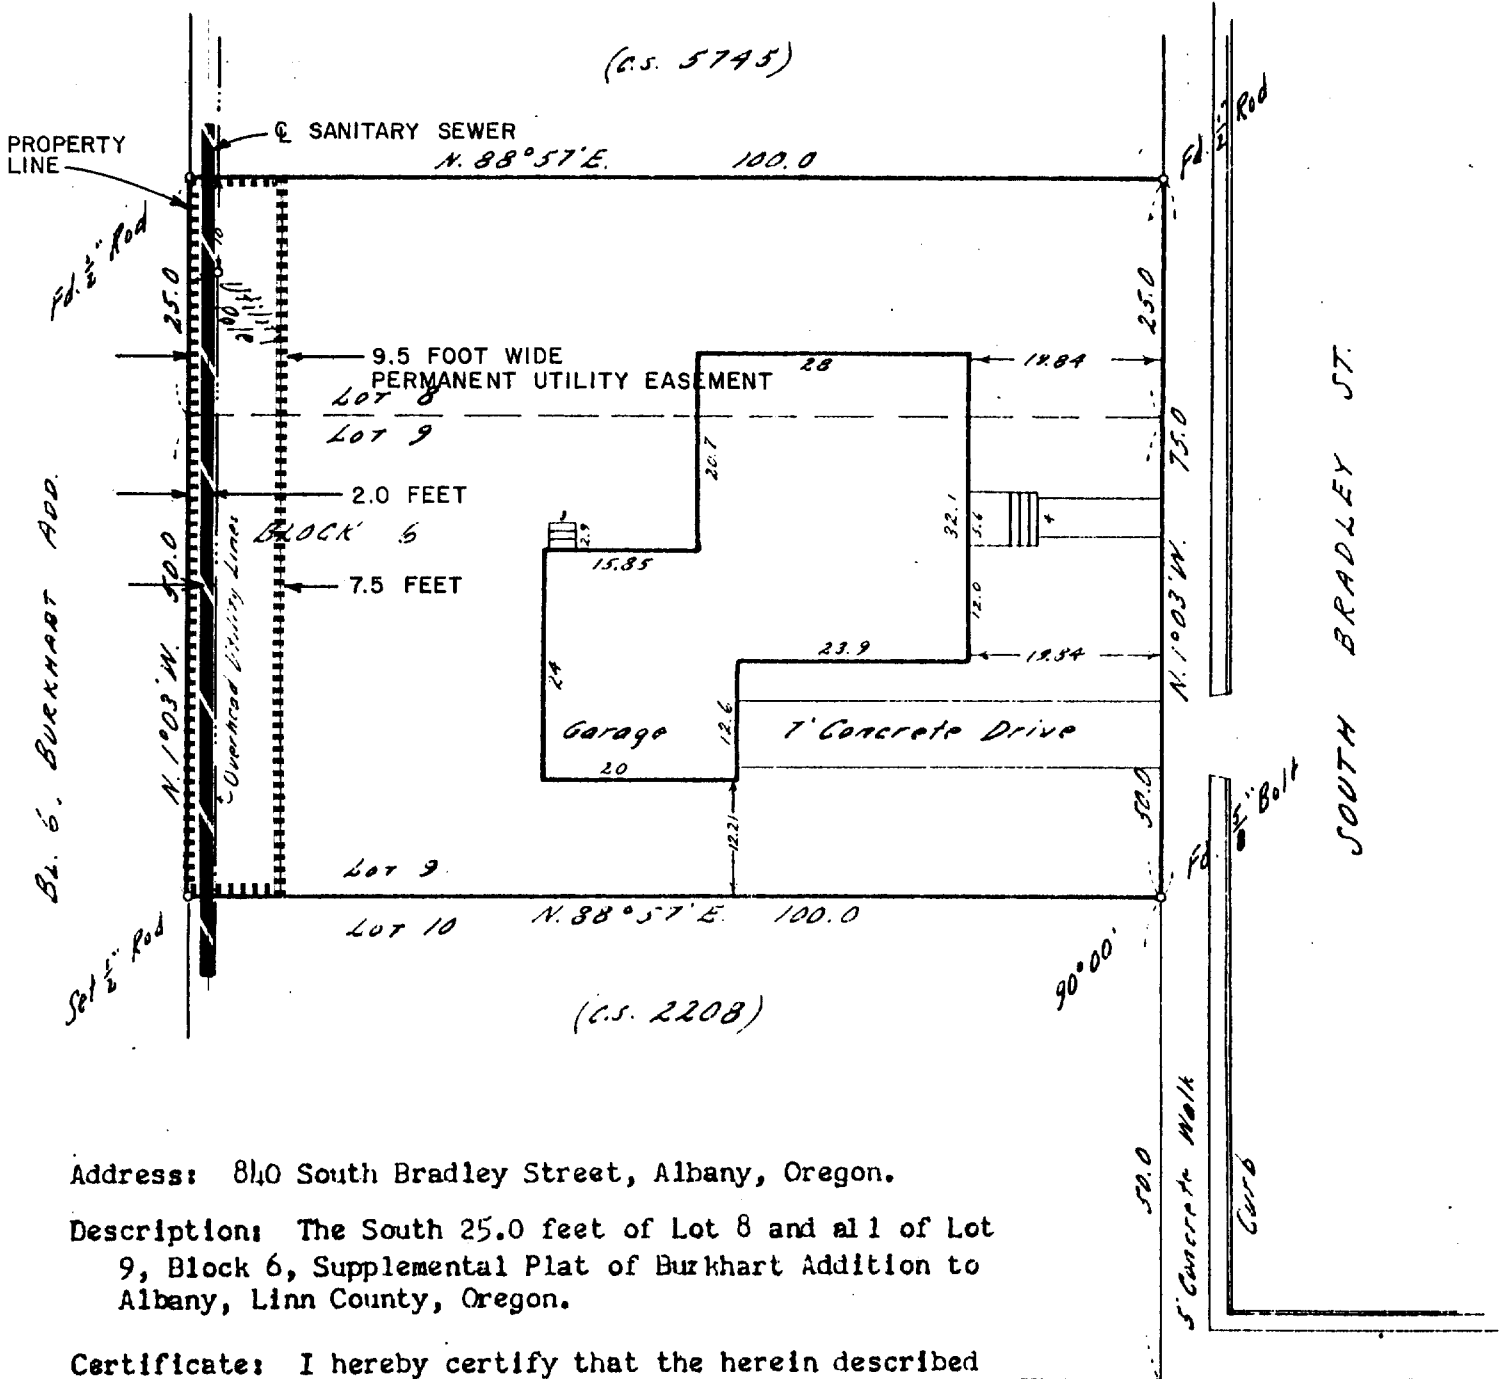 (C.S. 5745)
℄ SANITARY SEWER
PROPERTY
LINE
N. 88°57'E. 100.0
Fd. 1/2" Rod
Fd. 1/2" Rod
25.0
10
25.0
9.5 FOOT WIDE
PERMANENT UTILITY EASEMENT
28
LOT 8
LOT 9
20.7
75.0
2.0 FEET
BLOCK 6
2.9
15.85
32.1
5.6
4
7.5 FEET
50.0
N. 1°03'W.
Overhead Utility Lines
12.0
23.9
19.54
N. 1°03'W.
24
12.6
Garage
20
7' Concrete Drive
12.21
50.0
BL. 6, BURKHART ADD.
SOUTH BRADLEY ST.
Fd. 5/8" Bolt
LOT 9
LOT 10
N. 88°57'E. 100.0
Set 1/2" Rod
90°00'
(C.S. 2208)
50.0
5' Concrete Walk
Curb
Address: 840 South Bradley Street, Albany, Oregon.
Description: The South 25.0 feet of Lot 8 and all of Lot
9, Block 6, Supplemental Plat of Burkhart Addition to
Albany, Linn County, Oregon.
Certificate: I hereby certify that the herein described